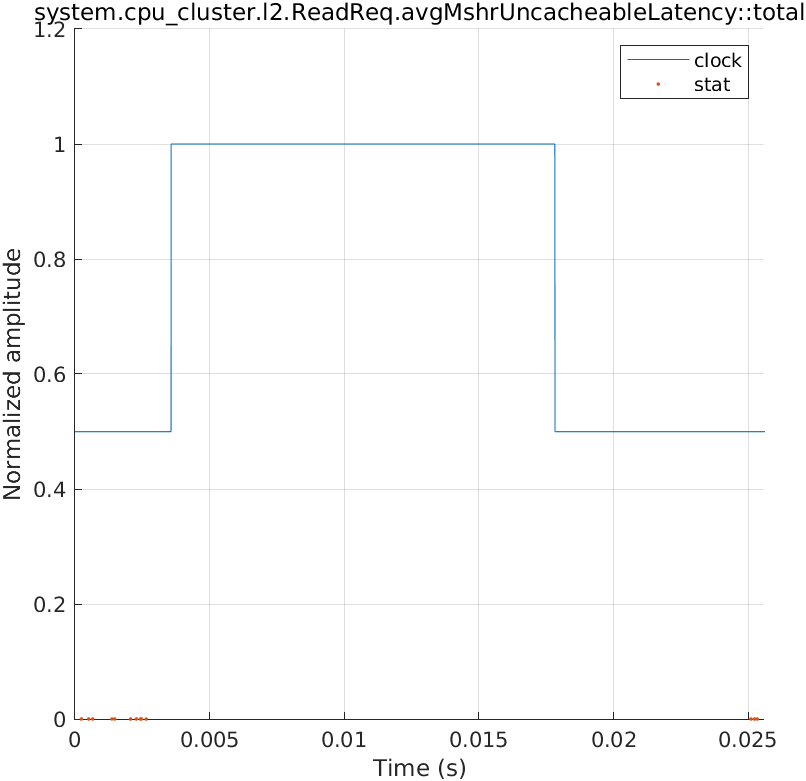 system.cpu_cluster.l2.ReadReq.avgMshrUncacheableLatency::total
1.2
1
0.8
0.6
0.4
0.2
0
Normalized amplitude
clock
stat
0 0.005 0.01 0.015 0.02 0.025
Time (s)